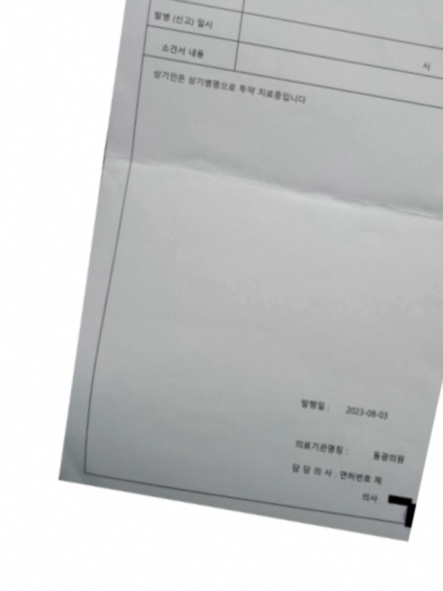 발병 (신고) 일시
소견서 내용
시
상기인은 상기병명으로 투약 치료중입니다
발행일 : 2023-08-03
의료기관명칭 : 동광의원
담 당 의 사 : 면허번호 제
의사